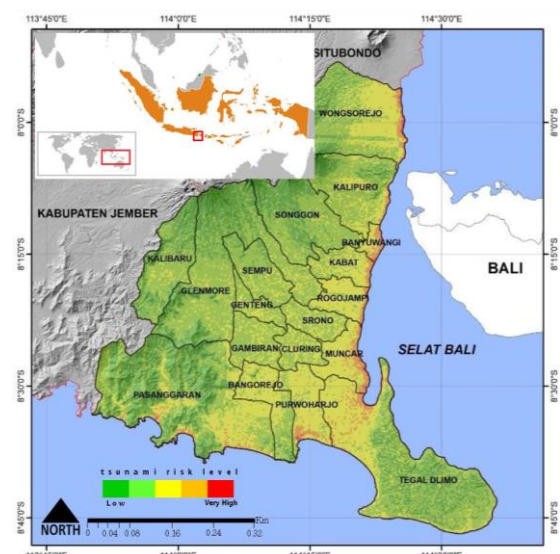 113°45'0"E 114°0'0"E 114°15'0"E 114°30'0"E
SITUBONDO
WONGSOREJO
8°0'0"S 8°0'0"S
KALIPURO
SONGGON
KABUPATEN JEMBER
BANYUWANGI
8°15'0"S 8°15'0"S
KALIBARU
KABAT
SEMPU
BALI
GLENMORE
ROGOJAMPI
GENTENG
SRONO
GAMBIRAN CLURING MUNCAR
SELAT BALI
8°30'0"S 8°30'0"S
BANGOREJO
PASANGGARAN
PURWOHARJO
TEGAL DLIMO
tsunami risk level
Low Very High
NORTH
0 0.04 0.08 0.16 0.24 0.32
Km
8°45'0"S 8°45'0"S